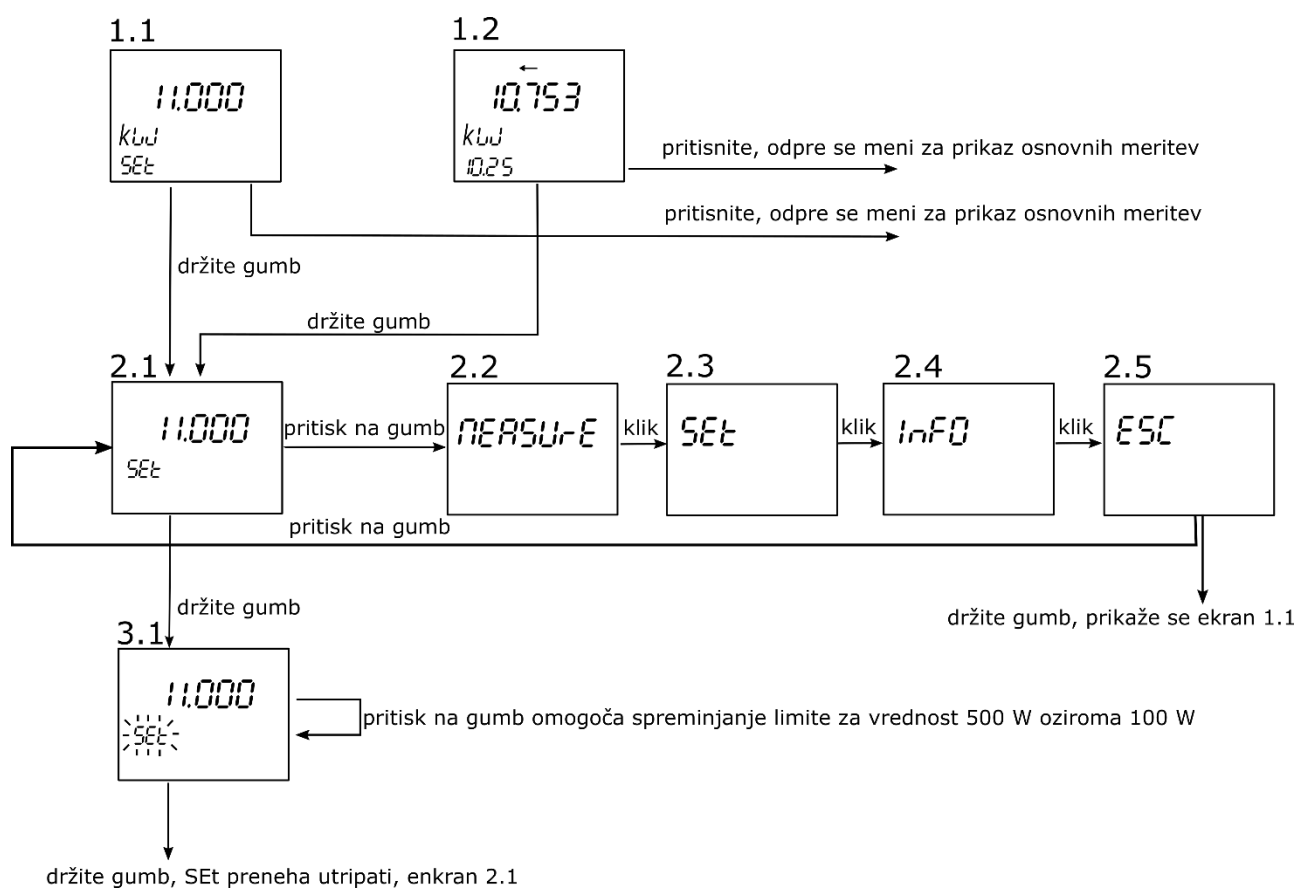 1.1
1.2
11.000
kW
SEt
10.753
kW
10.25
pritisnite, odpre se meni za prikaz osnovnih meritev
pritisnite, odpre se meni za prikaz osnovnih meritev
držite gumb
držite gumb
2.1
2.2
2.3
2.4
2.5
11.000
SEt
pritisk na gumb
MEASUrE
klik
SEt
klik
InFO
klik
ESC
pritisk na gumb
držite gumb
držite gumb, prikaže se ekran 1.1
3.1
11.000
SEt
pritisk na gumb omogoča spreminjanje limite za vrednost 500 W oziroma 100 W
držite gumb, SEt preneha utripati, enkran 2.1